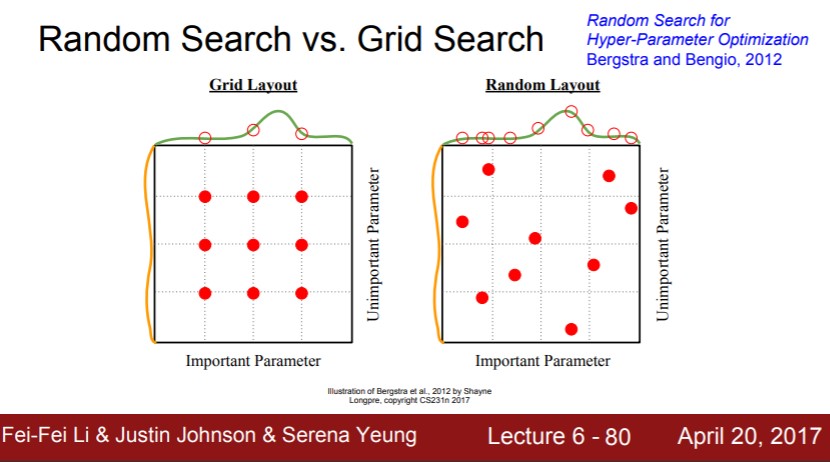 Random Search vs. Grid Search
Random Search for
Hyper-Parameter Optimization
Bergstra and Bengio, 2012
Grid Layout
Unimportant Parameter
Important Parameter
Random Layout
Unimportant Parameter
Important Parameter
Illustration of Bergstra et al., 2012 by Shayne
Longpre, copyright CS231n 2017
Fei-Fei Li & Justin Johnson & Serena Yeung
Lecture 6 - 80
April 20, 2017